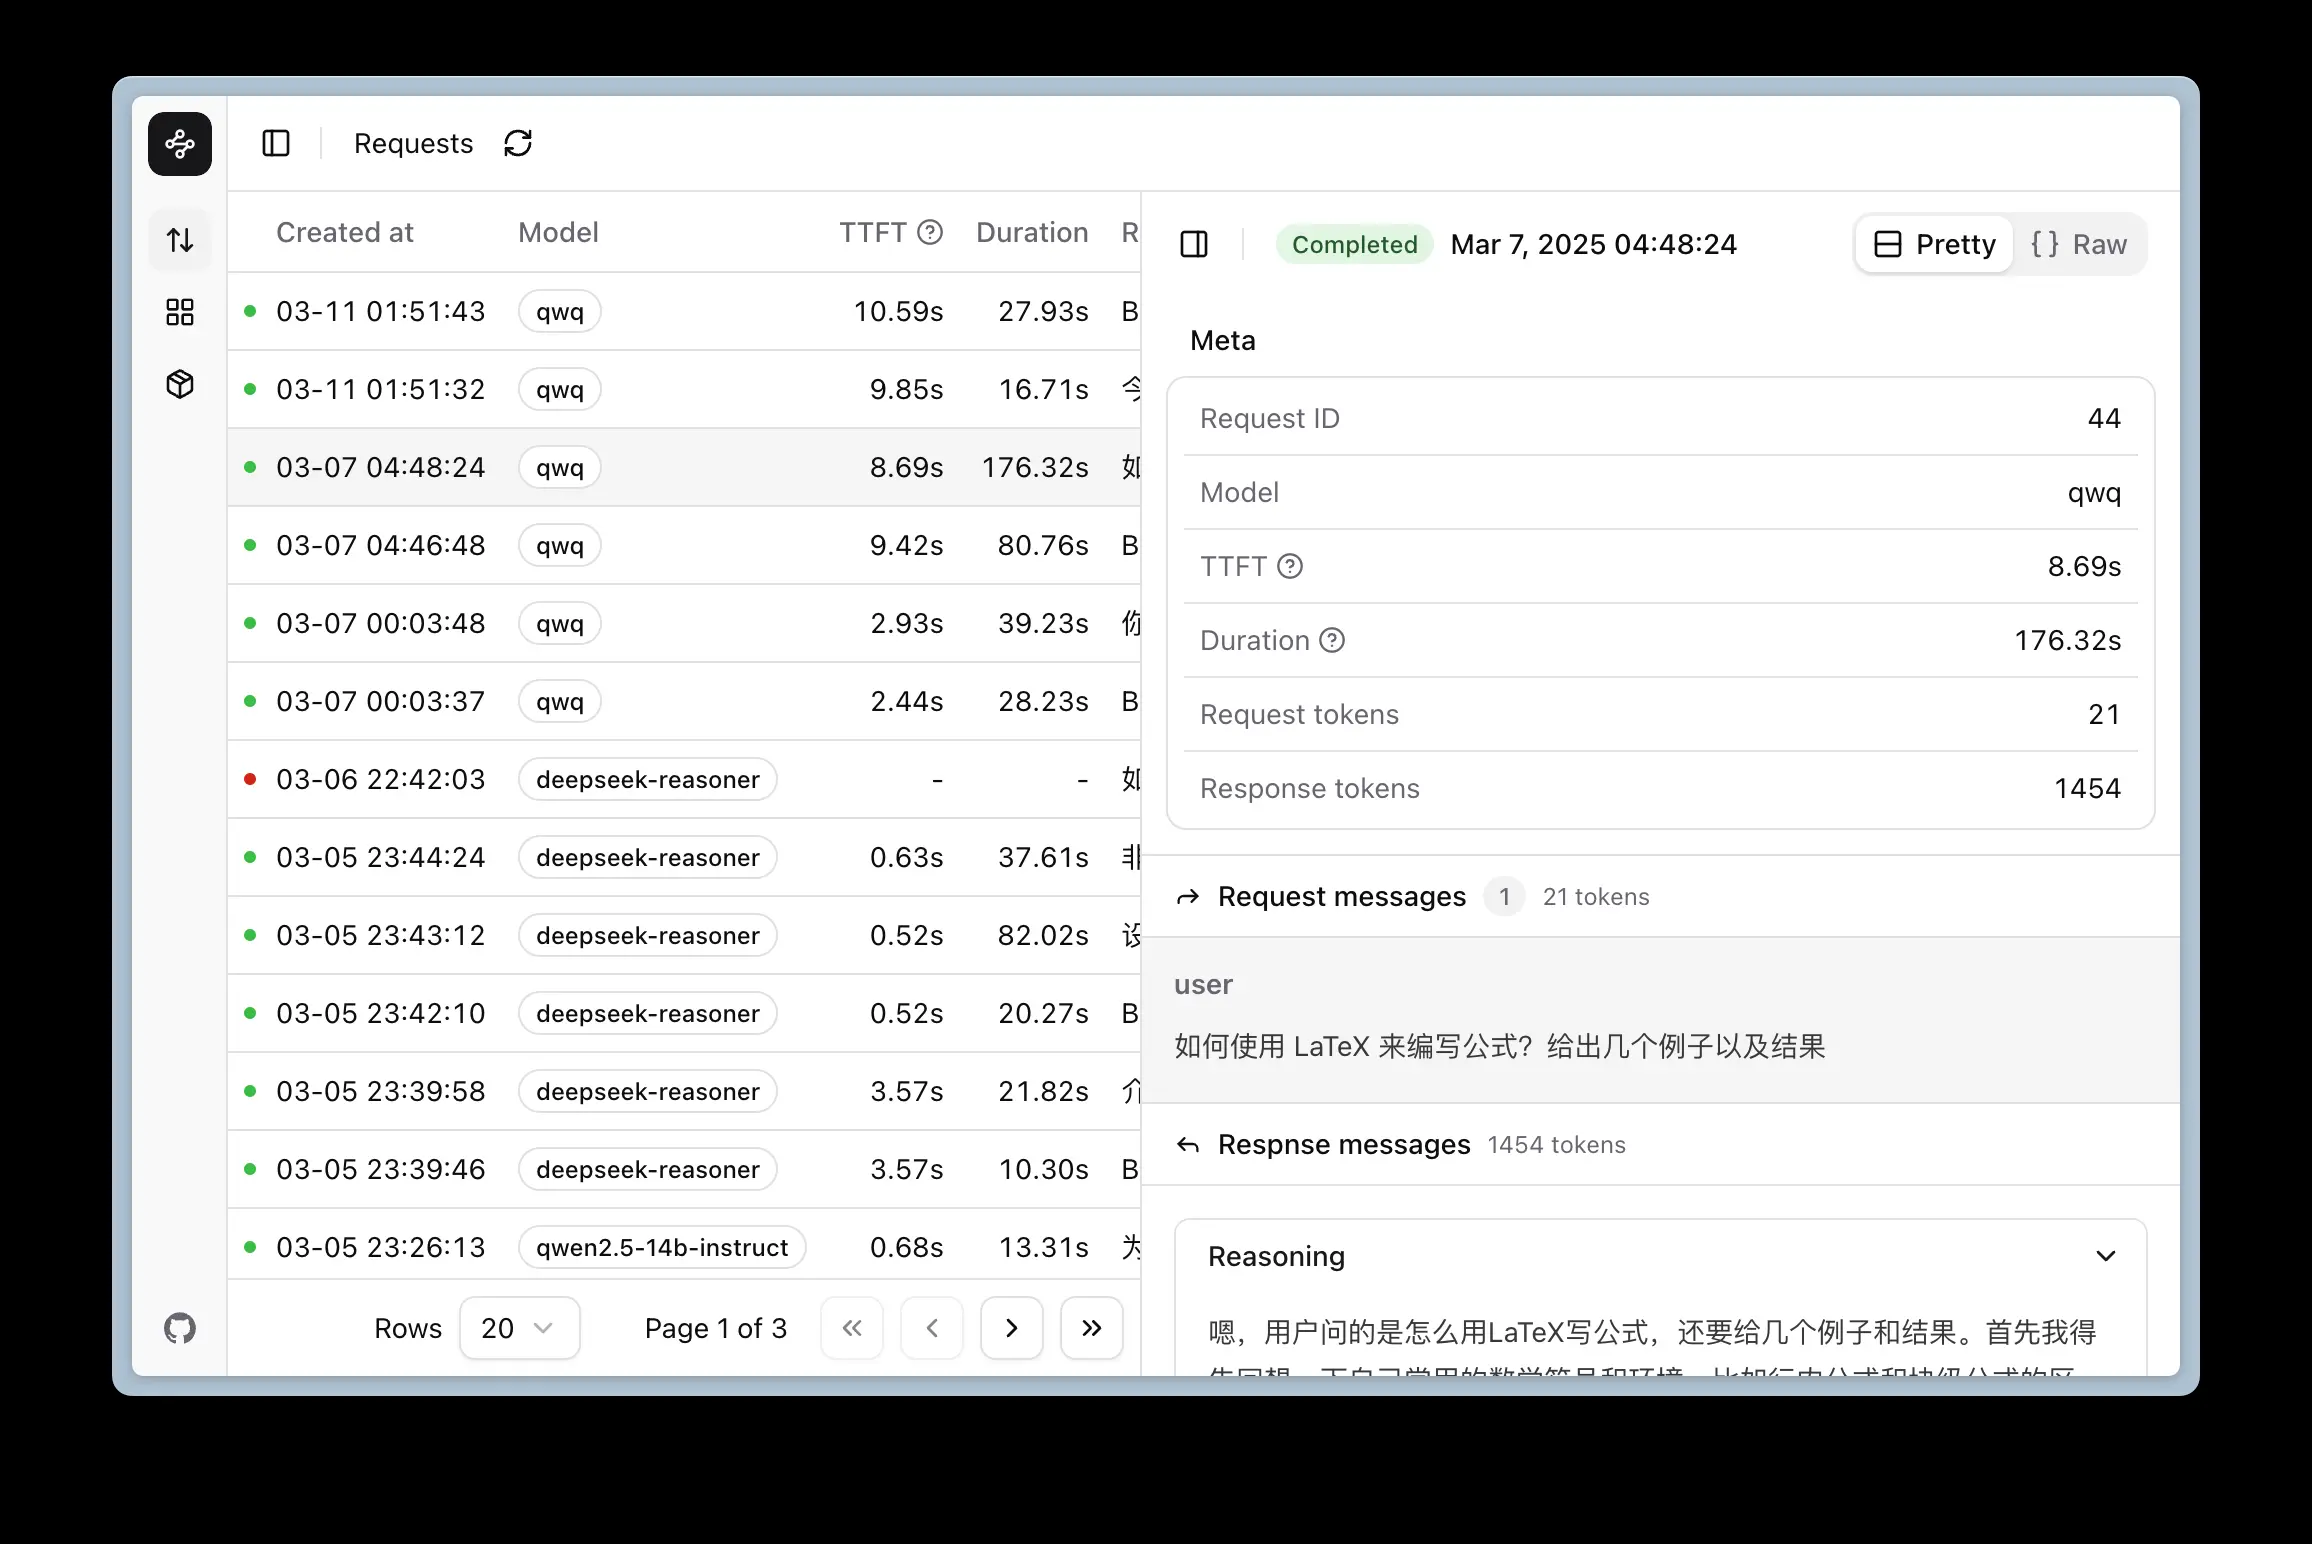 Requests
Created at Model TTFT Duration R
03-11 01:51:43 qwq 10.59s 27.93s B
03-11 01:51:32 qwq 9.85s 16.71s 今
03-07 04:48:24 qwq 8.69s 176.32s 如
03-07 04:46:48 qwq 9.42s 80.76s B
03-07 00:03:48 qwq 2.93s 39.23s 你
03-07 00:03:37 qwq 2.44s 28.23s B
03-06 22:42:03 deepseek-reasoner - - 如
03-05 23:44:24 deepseek-reasoner 0.63s 37.61s 非
03-05 23:43:12 deepseek-reasoner 0.52s 82.02s 设
03-05 23:42:10 deepseek-reasoner 0.52s 20.27s B
03-05 23:39:58 deepseek-reasoner 3.57s 21.82s 介
03-05 23:39:46 deepseek-reasoner 3.57s 10.30s B
03-05 23:26:13 qwen2.5-14b-instruct 0.68s 13.31s 为
Rows 20 Page 1 of 3
Completed Mar 7, 2025 04:48:24 Pretty {} Raw
Meta
Request ID 44
Model qwq
TTFT 8.69s
Duration 176.32s
Request tokens 21
Response tokens 1454
Request messages 1 21 tokens
user
如何使用 LaTeX 来编写公式？给出几个例子以及结果
Respnse messages 1454 tokens
Reasoning
嗯，用户问的是怎么用LaTeX写公式，还要给几个例子和结果。首先我得